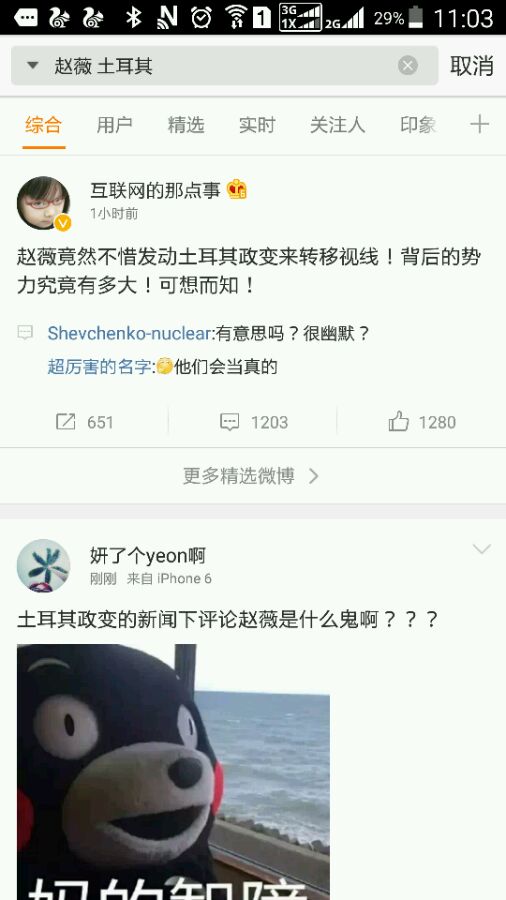 3G
1X
2G
29%
11:03
赵薇 土耳其
取消
综合 用户 精选 实时 关注人 印象
互联网的那点事
1小时前
赵薇竟然不惜发动土耳其政变来转移视线！背后的势
力究竟有多大！可想而知！
Shevchenko-nuclear:有意思吗？很幽默？
超厉害的名字:他们会当真的
651 1203 1280
更多精选微博
妍了个yeon啊
刚刚 来自 iPhone 6
土耳其政变的新闻下评论赵薇是什么鬼啊？？？
妈的智障